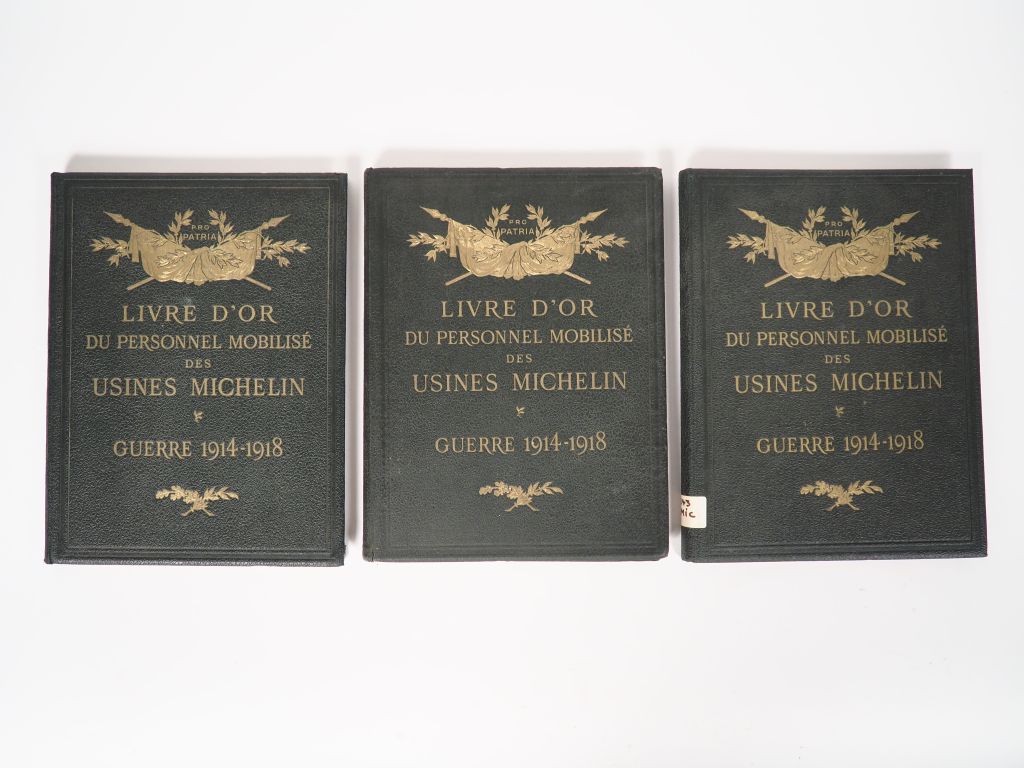 PRO
PATRIA
LIVRE D'OR
DU PERSONNEL MOBILISÉ
DES
USINES MICHELIN
GUERRE 1914-1918
PRO
PATRIA
LIVRE D'OR
DU PERSONNEL MOBILISÉ
DES
USINES MICHELIN
GUERRE 1914-1918
PRO
PATRIA
LIVRE D'OR
DU PERSONNEL MOBILISÉ
DES
USINES MICHELIN
GUERRE 1914-1918